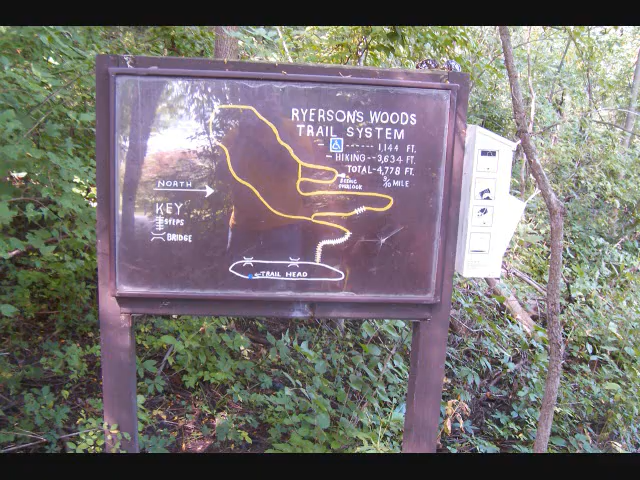 RYERSON'S WOODS
TRAIL SYSTEM
------ 1,144 FT.
- HIKING--3,634 FT.
TOTAL-4,778 FT.
9/10 MILE
OVERLOOK
NORTH
KEY
STEPS
BRIDGE
TRAIL HEAD